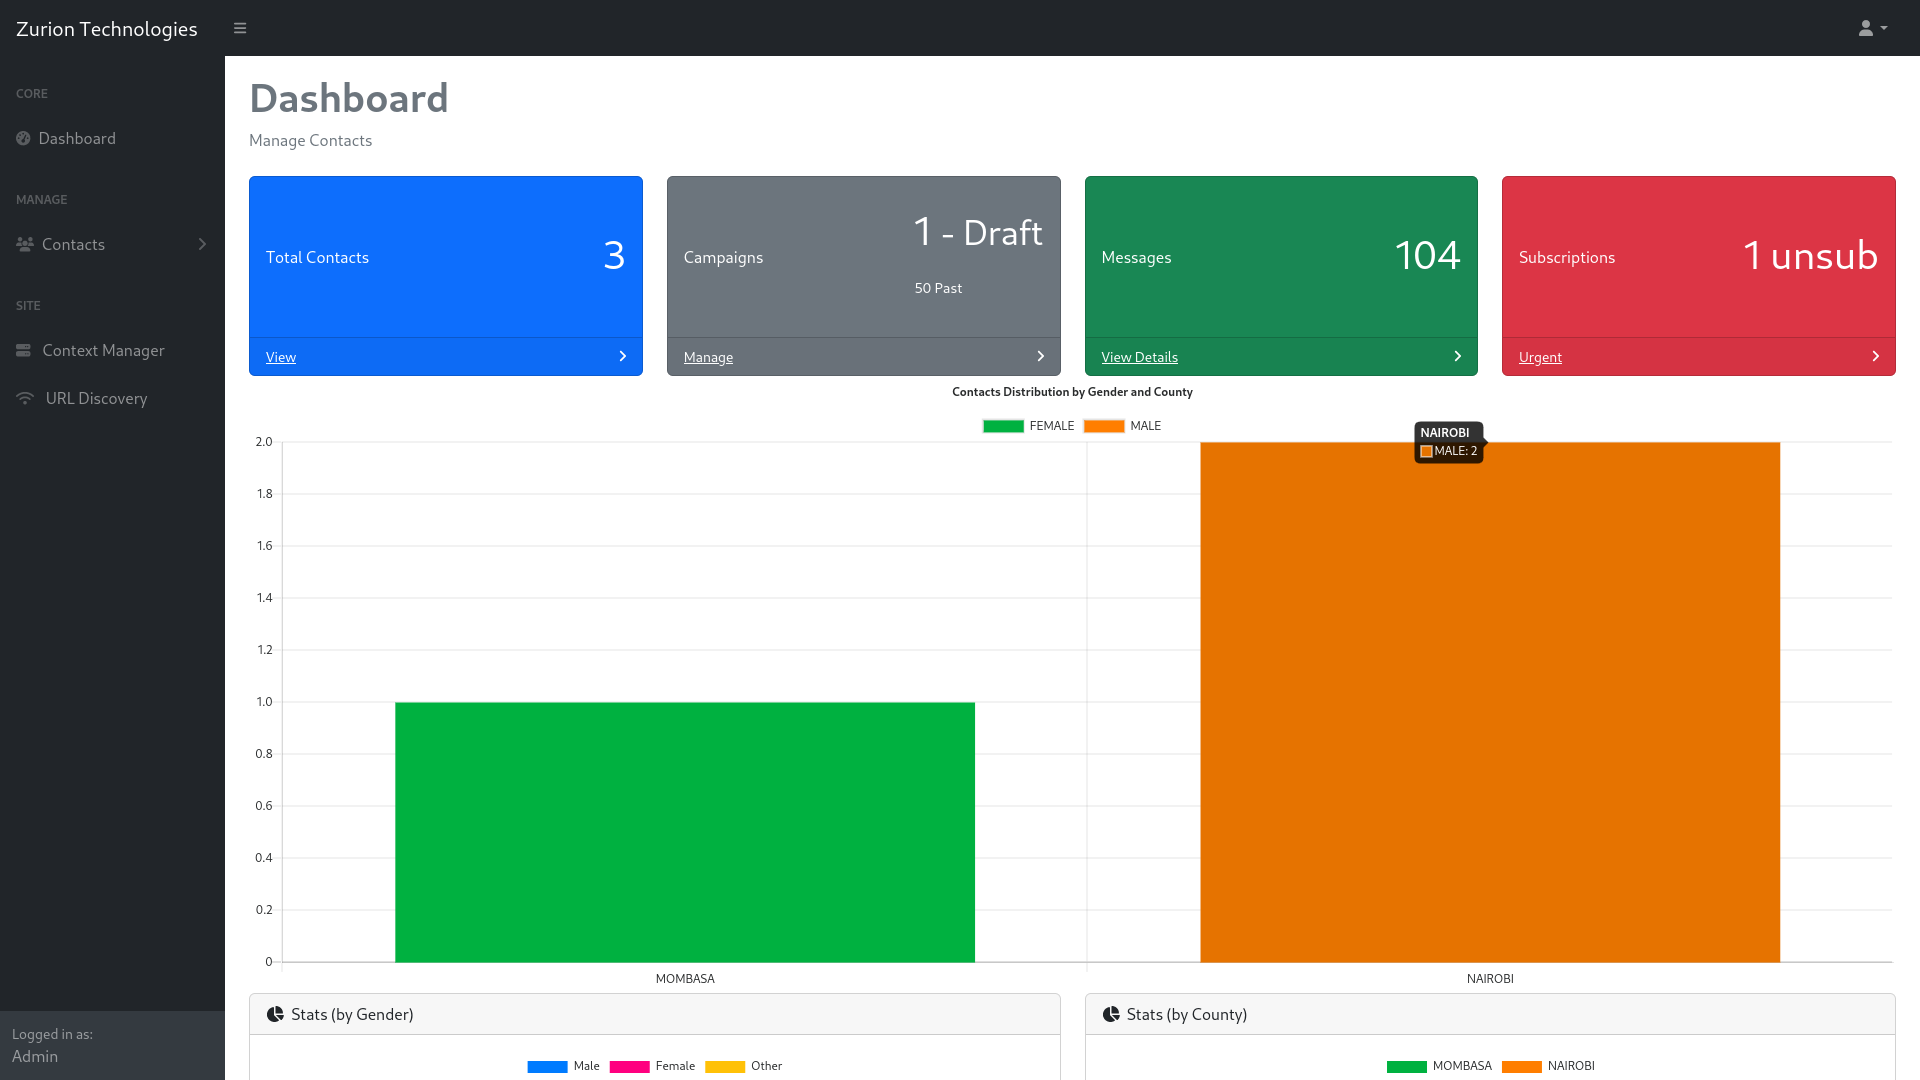 Zurion Technologies
CORE
Dashboard
MANAGE
Contacts
SITE
Context Manager
URL Discovery
Logged in as:
Admin
Dashboard
Manage Contacts
Total Contacts
3
View
Campaigns
1 - Draft
50 Past
Manage
Messages
104
View Details
Subscriptions
1 unsub
Urgent
Contacts Distribution by Gender and County
FEMALE MALE
NAIROBI
MALE: 2
2.0
1.8
1.6
1.4
1.2
1.0
0.8
0.6
0.4
0.2
0
MOMBASA NAIROBI
Stats (by Gender)
Male Female Other
Stats (by County)
MOMBASA NAIROBI